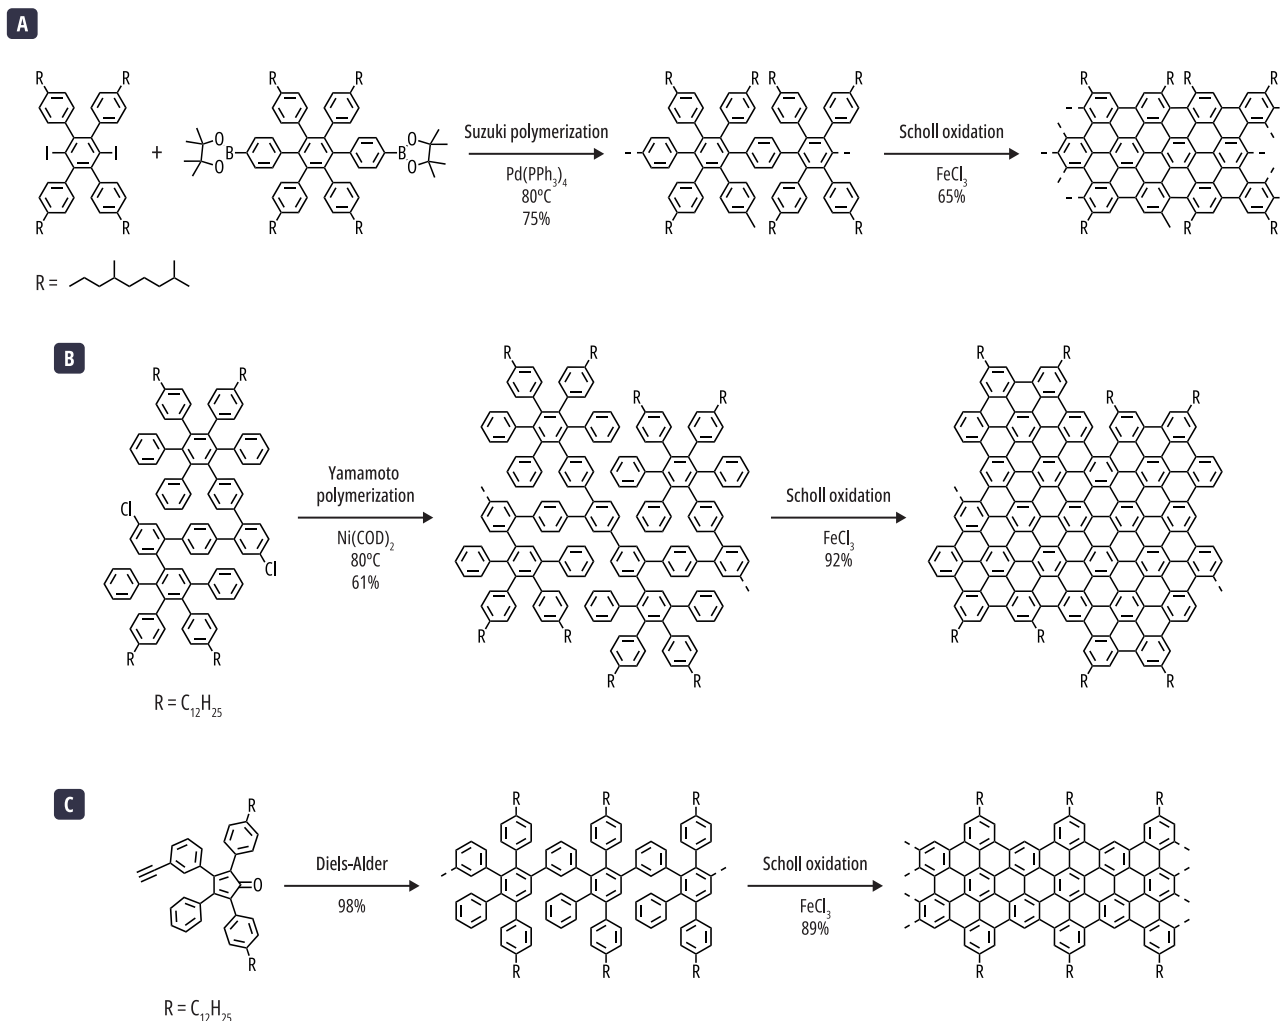 A
R R R R R R R R R R
I I + O B O O B O Suzuki polymerization Scholl oxidation
Pd(PPh₃)₄ FeCl₃
80°C 65%
75%
R R R R R R R R R
R =
B
R R R R
R R R R R R
Cl Yamamoto
polymerization Scholl oxidation
Ni(COD)₂ FeCl₃
80°C 92%
61%
Cl
R R R R R R
R R R R
R = C₁₂H₂₅
C
R R R R R R R
O Diels-Alder Scholl oxidation
98% FeCl₃
89%
R R R R R R R
R = C₁₂H₂₅